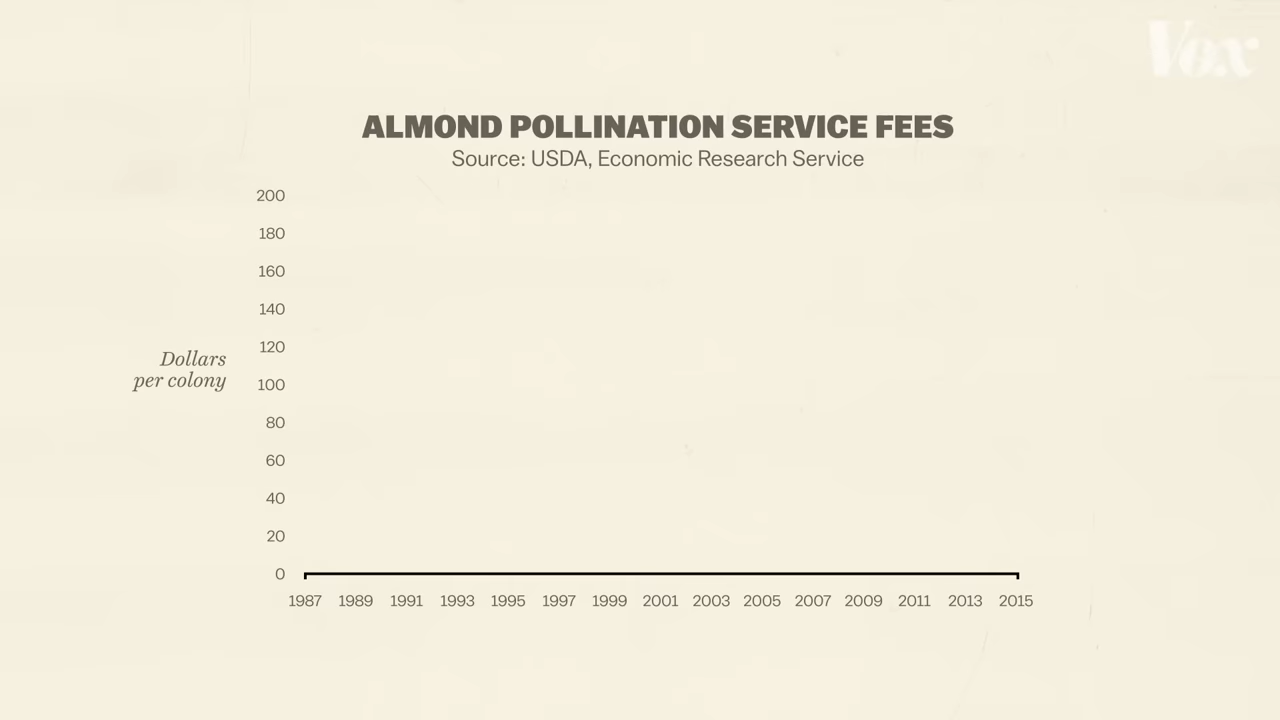 Vox
ALMOND POLLINATION SERVICE FEES
Source: USDA, Economic Research Service
200
180
160
140
Dollars
per colony
120
100
80
60
40
20
0
1987 1989 1991 1993 1995 1997 1999 2001 2003 2005 2007 2009 2011 2013 2015